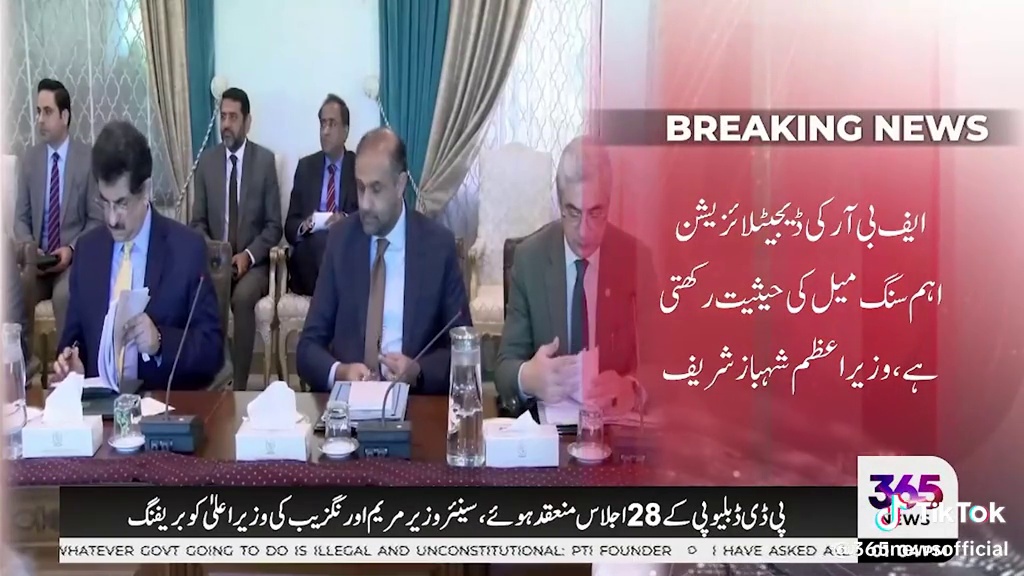 BREAKING NEWS
ایف بی آر کی ڈیجیٹلائزیشن
اہم سنگ میل کی حیثیت رکھتی
ہے، وزیراعظم شہباز شریف
365
NEWS
TikTok
پی ڈی ڈبلیو پی کے 28 اجلاس منعقد ہوئے، سینئر وزیر مریم اورنگزیب کی وزیراعلیٰ کو بریفنگ
WHATEVER GOVT GOING TO DO IS ILLEGAL AND UNCONSTITUTIONAL: PTI FOUNDER I HAVE ASKED
@365newsofficial